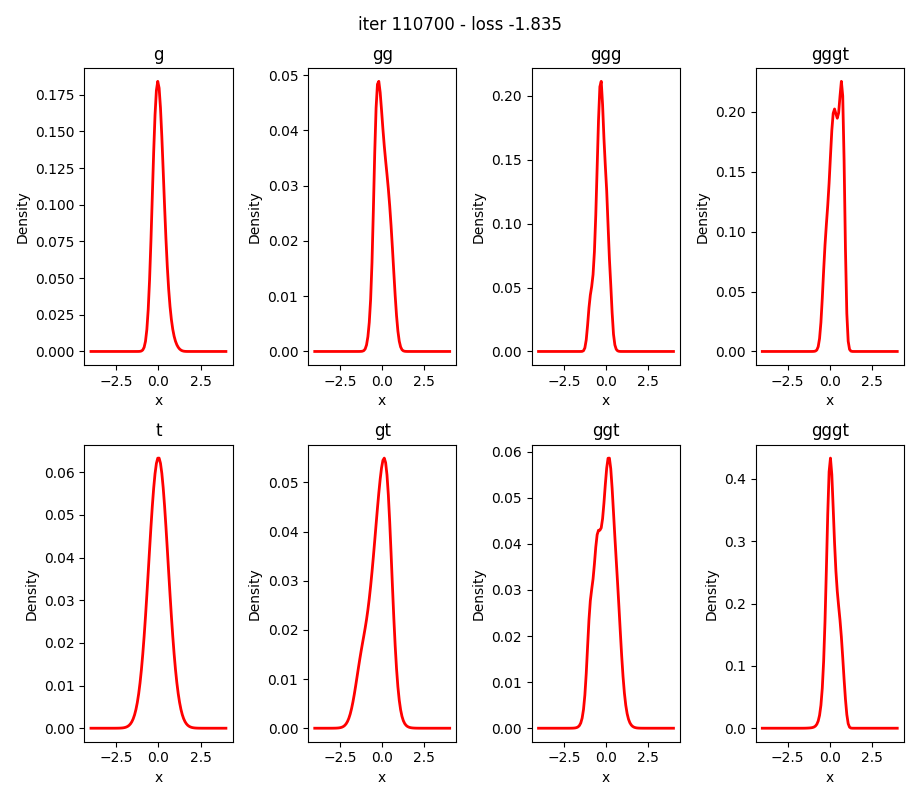 iter 110700 - loss -1.835
g gg ggg gggt
0.175 0.150 0.125 0.100 0.075 0.050 0.025 0.000
Density
−2.5 0.0 2.5
x
0.05 0.04 0.03 0.02 0.01 0.00
Density
−2.5 0.0 2.5
x
0.20 0.15 0.10 0.05 0.00
Density
−2.5 0.0 2.5
x
0.20 0.15 0.10 0.05 0.00
Density
−2.5 0.0 2.5
x
t gt ggt gggt
0.06 0.05 0.04 0.03 0.02 0.01 0.00
Density
−2.5 0.0 2.5
x
0.05 0.04 0.03 0.02 0.01 0.00
Density
−2.5 0.0 2.5
x
0.06 0.05 0.04 0.03 0.02 0.01 0.00
Density
−2.5 0.0 2.5
x
0.4 0.3 0.2 0.1 0.0
Density
−2.5 0.0 2.5
x